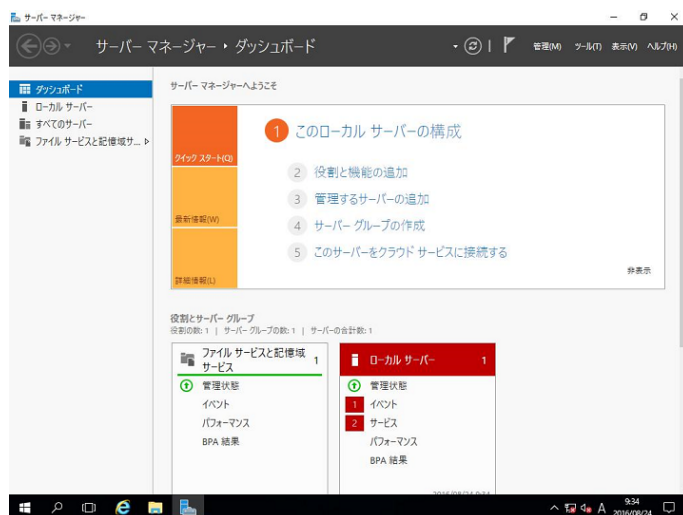 サーバー マネージャー
サーバー マネージャー ・ ダッシュボード
管理(M) ツール(T) 表示(V) ヘルプ(H)
ダッシュボード
ローカル サーバー
すべてのサーバー
ファイル サービスと記憶域サ...
サーバー マネージャーへようこそ
クイック スタート(Q)
最新情報(W)
詳細情報(L)
1 このローカル サーバーの構成
2 役割と機能の追加
3 管理するサーバーの追加
4 サーバー グループの作成
5 このサーバーをクラウド サービスに接続する
非表示
役割とサーバー グループ
役割の数: 1 | サーバー グループの数: 1 | サーバーの合計数: 1
ファイル サービスと記憶域 1
サービス
管理状態
イベント
パフォーマンス
BPA 結果
ローカル サーバー 1
管理状態
1 イベント
2 サービス
パフォーマンス
BPA 結果
2016/08/24 9:34
A
9:34
2016/08/24